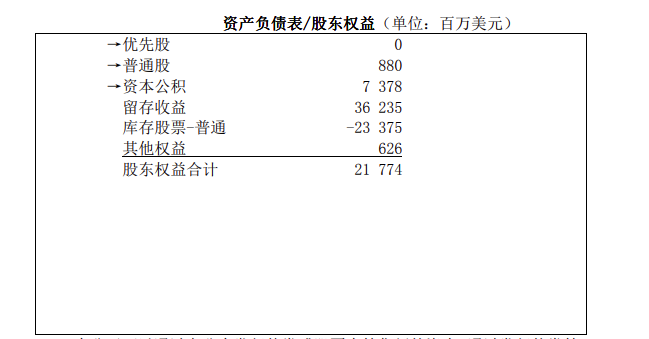 资产负债表/股东权益（单位：百万美元）
→优先股 0
→普通股 880
→资本公积 7 378
留存收益 36 235
库存股票-普通 -23 375
其他权益 626
股东权益合计 21 774